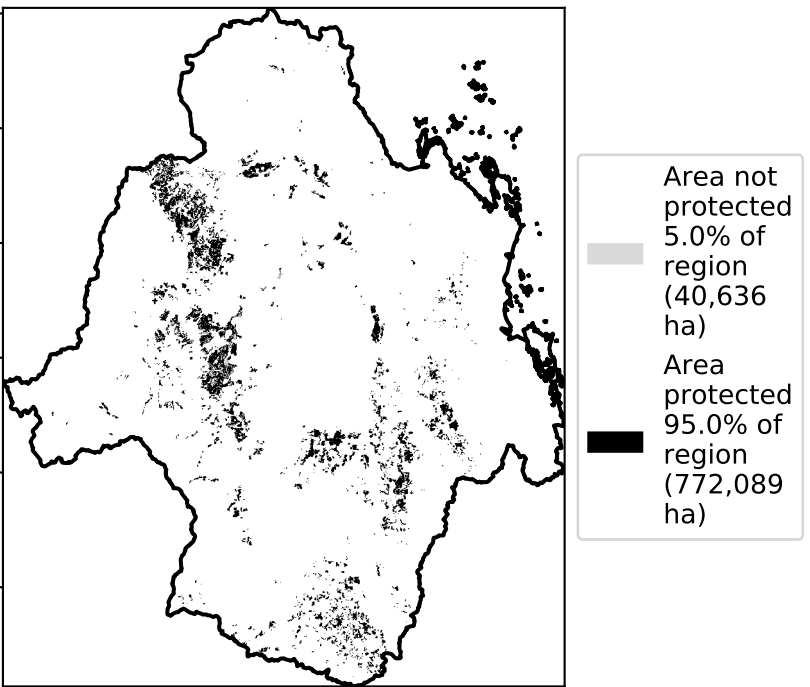 Area not
protected
5.0% of
region
(40,636
ha)
Area
protected
95.0% of
region
(772,089
ha)